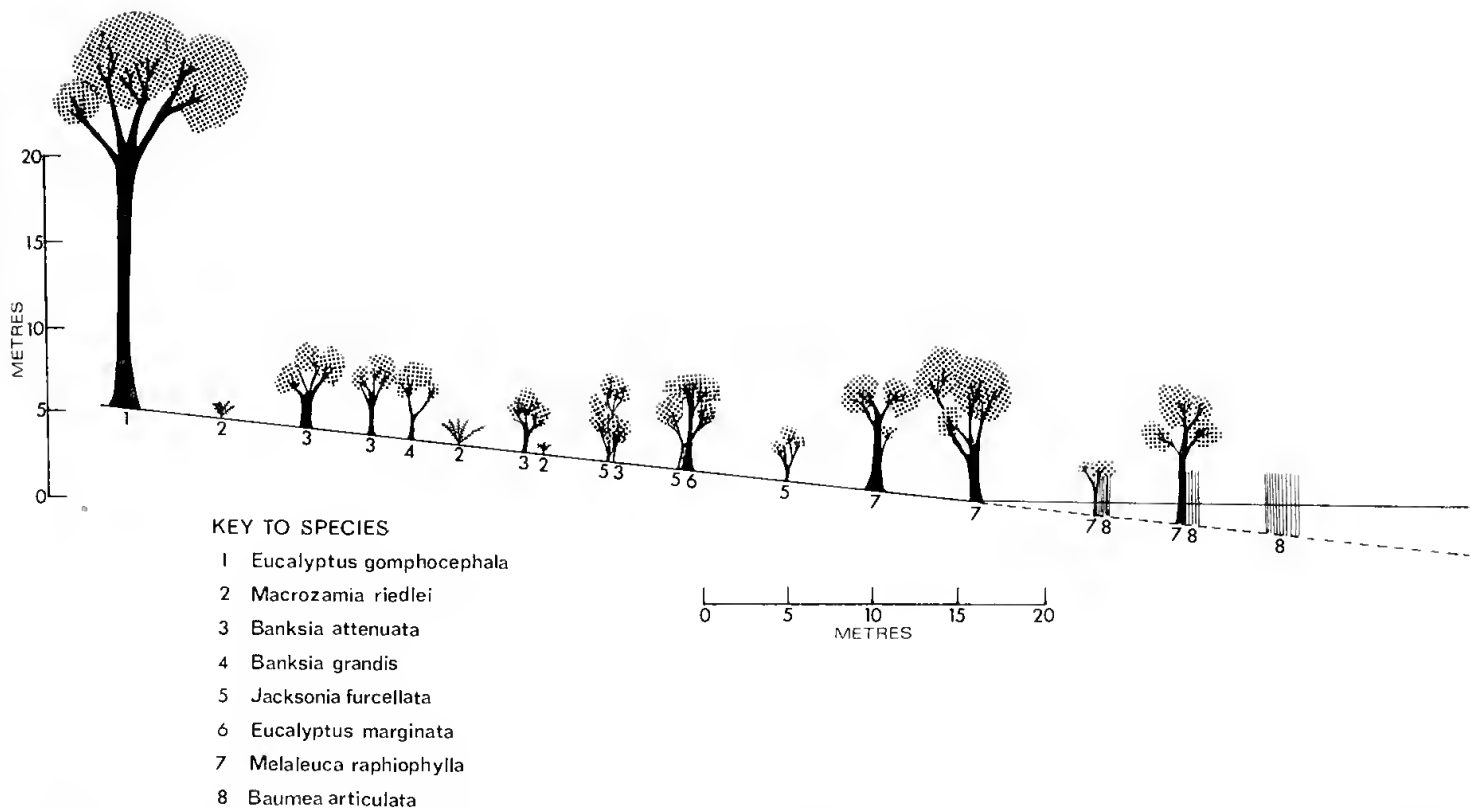 20
15
METRES
10
5
0
1
2
3
3
4
2
3 2
5 3
5 6
5
7
7
7 8
7 8
8
KEY TO SPECIES
1 Eucalyptus gomphocephala
2 Macrozamia riedlei
3 Banksia attenuata
4 Banksia grandis
5 Jacksonia furcellata
6 Eucalyptus marginata
7 Melaleuca raphiophylla
8 Baumea articulata
0 5 10 15 20
METRES